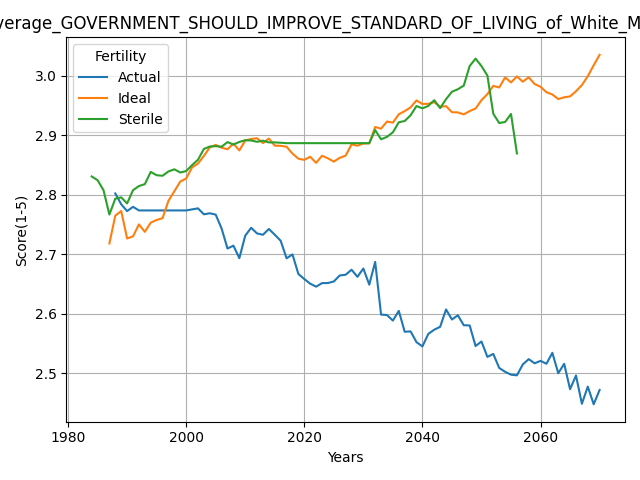 verage_GOVERNMENT_SHOULD_IMPROVE_STANDARD_OF_LIVING_of_White_M
Fertility
Actual
Ideal
Sterile
Score(1-5)
3.0
2.9
2.8
2.7
2.6
2.5
1980
2000
2020
2040
2060
Years